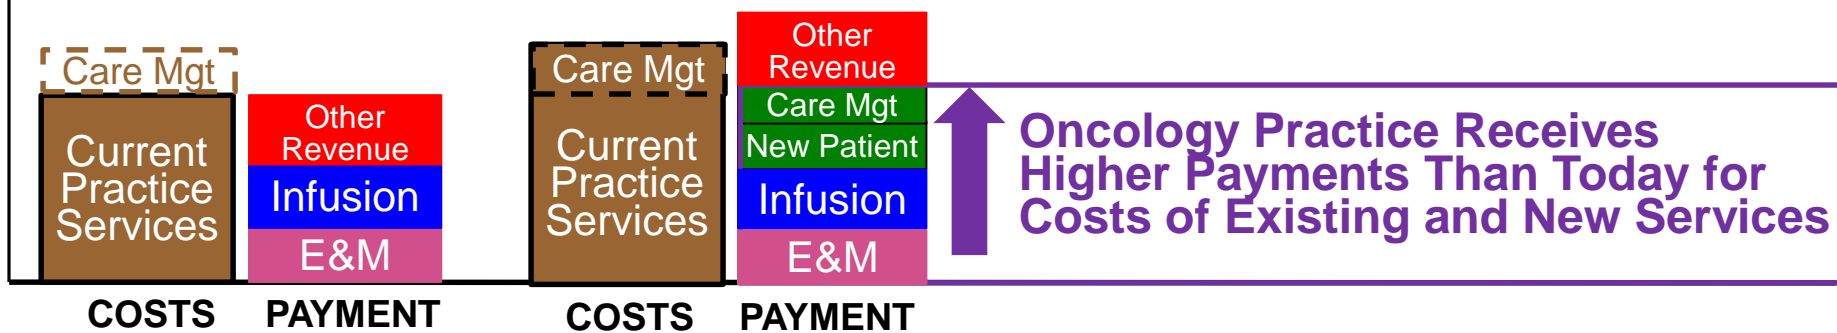 Care Mgt
Current
Practice
Services
Other
Revenue
Infusion
E&M
COSTS
PAYMENT
Care Mgt
Current
Practice
Services
Other
Revenue
Care Mgt
New Patient
Infusion
E&M
COSTS
PAYMENT
Oncology Practice Receives
Higher Payments Than Today for
Costs of Existing and New Services